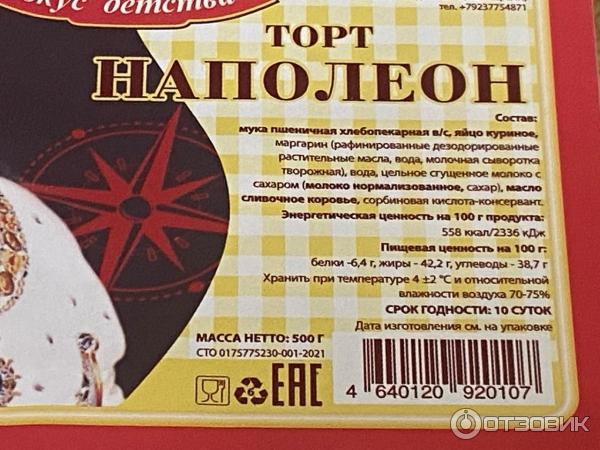 вкус детства
тел. +79237754871
ТОРТ
НАПОЛЕОН
Состав:
мука пшеничная хлебопекарная в/с, яйцо куриное,
маргарин (рафинированные дезодорированные
растительные масла, вода, молочная сыворотка
творожная), вода, цельное сгущенное молоко с
сахаром (молоко нормализованное, сахар), масло
сливочное коровье, сорбиновая кислота-консервант.
Энергетическая ценность на 100 г продукта:
558 ккал/2336 кДж
Пищевая ценность на 100 г:
белки -6,4 г, жиры - 42,2 г, углеводы - 38,7 г
Хранить при температуре 4 ±2 °С и относительной
влажности воздуха 70-75%
СРОК ГОДНОСТИ: 10 СУТОК
Дата изготовления см. на упаковке
МАССА НЕТТО: 500 Г
СТО 0175775230-001-2021
EAC
4 640120 920107
ОТЗОВИК